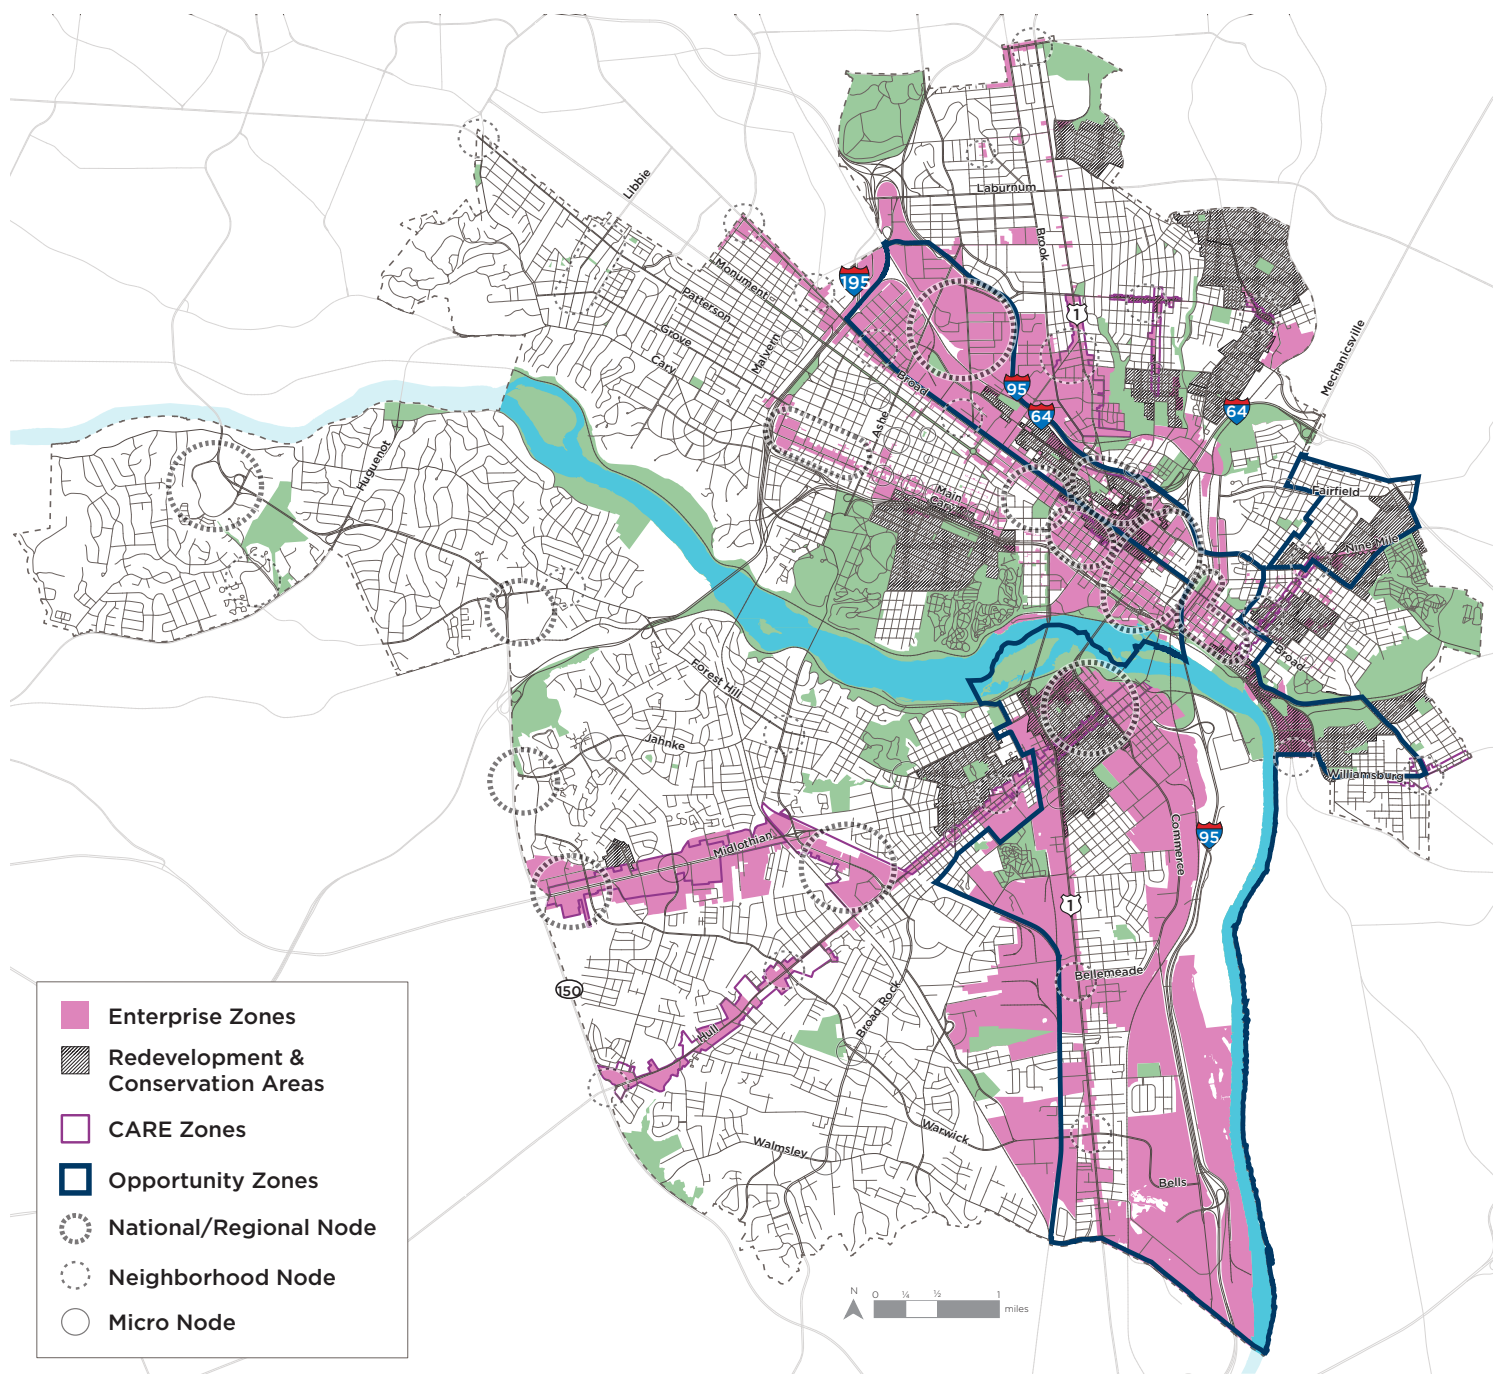 Libbie
Laburnum
Brook
Monument
195
Patterson
1
Grove
Malvern
Cary
Mechanicsville
Broad
95
64
64
Ashe
Huguenot
Main
Cary
Fairfield
Nine Mile
Broad
Forest Hill
Jahnke
Williamsburg
Midlothian
Commerce
95
1
Bellemeade
150
Broad Rock
Hull
Warwick
Walmsley
Bells
Enterprise Zones
Redevelopment &
Conservation Areas
CARE Zones
Opportunity Zones
National/Regional Node
Neighborhood Node
Micro Node
N
0 ¼ ½ 1
miles